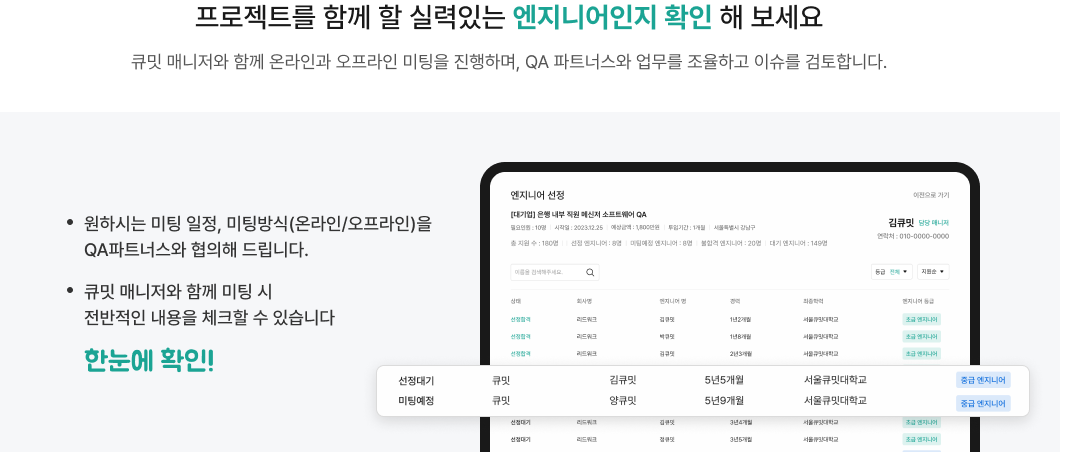 프로젝트를 함께 할 실력있는 엔지니어인지 확인 해 보세요
큐밋 매니저와 함께 온라인과 오프라인 미팅을 진행하며, QA 파트너스와 업무를 조율하고 이슈를 검토합니다.
• 원하시는 미팅 일정, 미팅방식(온라인/오프라인)을
QA파트너스와 협의해 드립니다.
• 큐밋 매니저와 함께 미팅 시
전반적인 내용을 체크할 수 있습니다
한눈에 확인!
엔지니어 선정
이전으로 가기
[대기업] 은행 내부 직원 메신저 소프트웨어 QA
필요인원 : 10명 | 시작일 : 2023.12.25 | 예상금액 : 1,800만원 | 투입기간 : 1개월 | 서울특별시 강남구
총 지원 수 : 180명 | 선정 엔지니어 : 8명 | 미팅예정 엔지니어 : 8명 | 불합격 엔지니어 : 20명 | 대기 엔지니어 : 149명
김큐밋 담당 매니저
연락처 : 010-0000-0000
이름을 검색해주세요.
등급 전체 ▼ 지원순 ▼
상태 회사명 엔지니어 명 경력 최종학력 엔지니어 등급
선정합격 리드워크 김큐밋 1년2개월 서울큐밋대학교 초급 엔지니어
선정합격 리드워크 박큐밋 1년8개월 서울큐밋대학교 초급 엔지니어
선정합격 리드워크 김큐밋 2년3개월 서울큐밋대학교 초급 엔지니어
선정대기 큐밋 김큐밋 5년5개월 서울큐밋대학교 중급 엔지니어
미팅예정 큐밋 양큐밋 5년9개월 서울큐밋대학교 중급 엔지니어
선정대기 리드워크 김큐밋 3년4개월 서울큐밋대학교 초급 엔지니어
선정대기 리드워크 정큐밋 3년5개월 서울큐밋대학교 초급 엔지니어